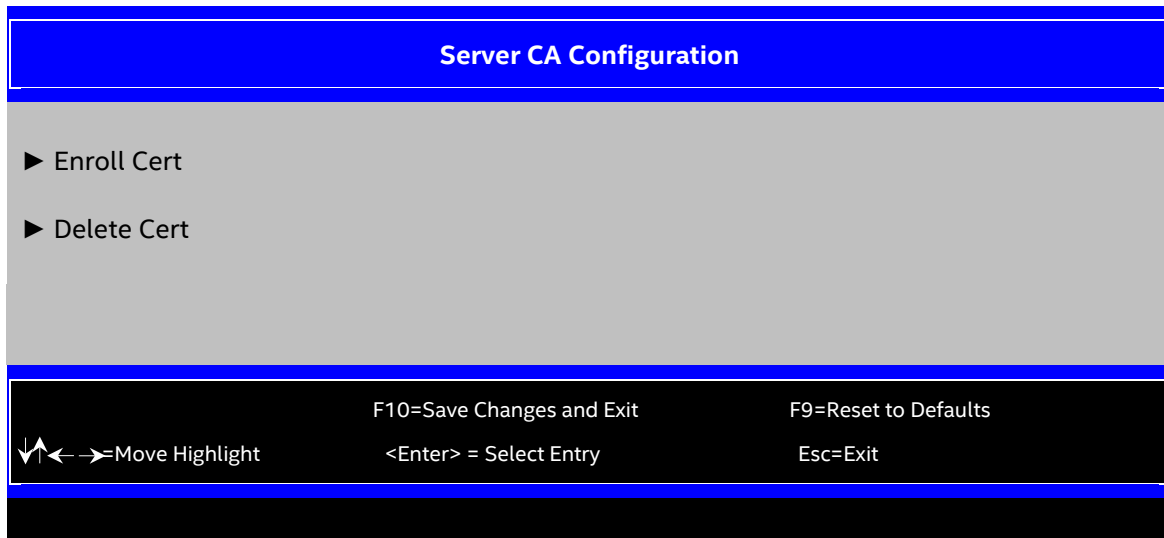 Server CA Configuration
► Enroll Cert
► Delete Cert
F10=Save Changes and Exit F9=Reset to Defaults
↓↑←→=Move Highlight <Enter> = Select Entry Esc=Exit